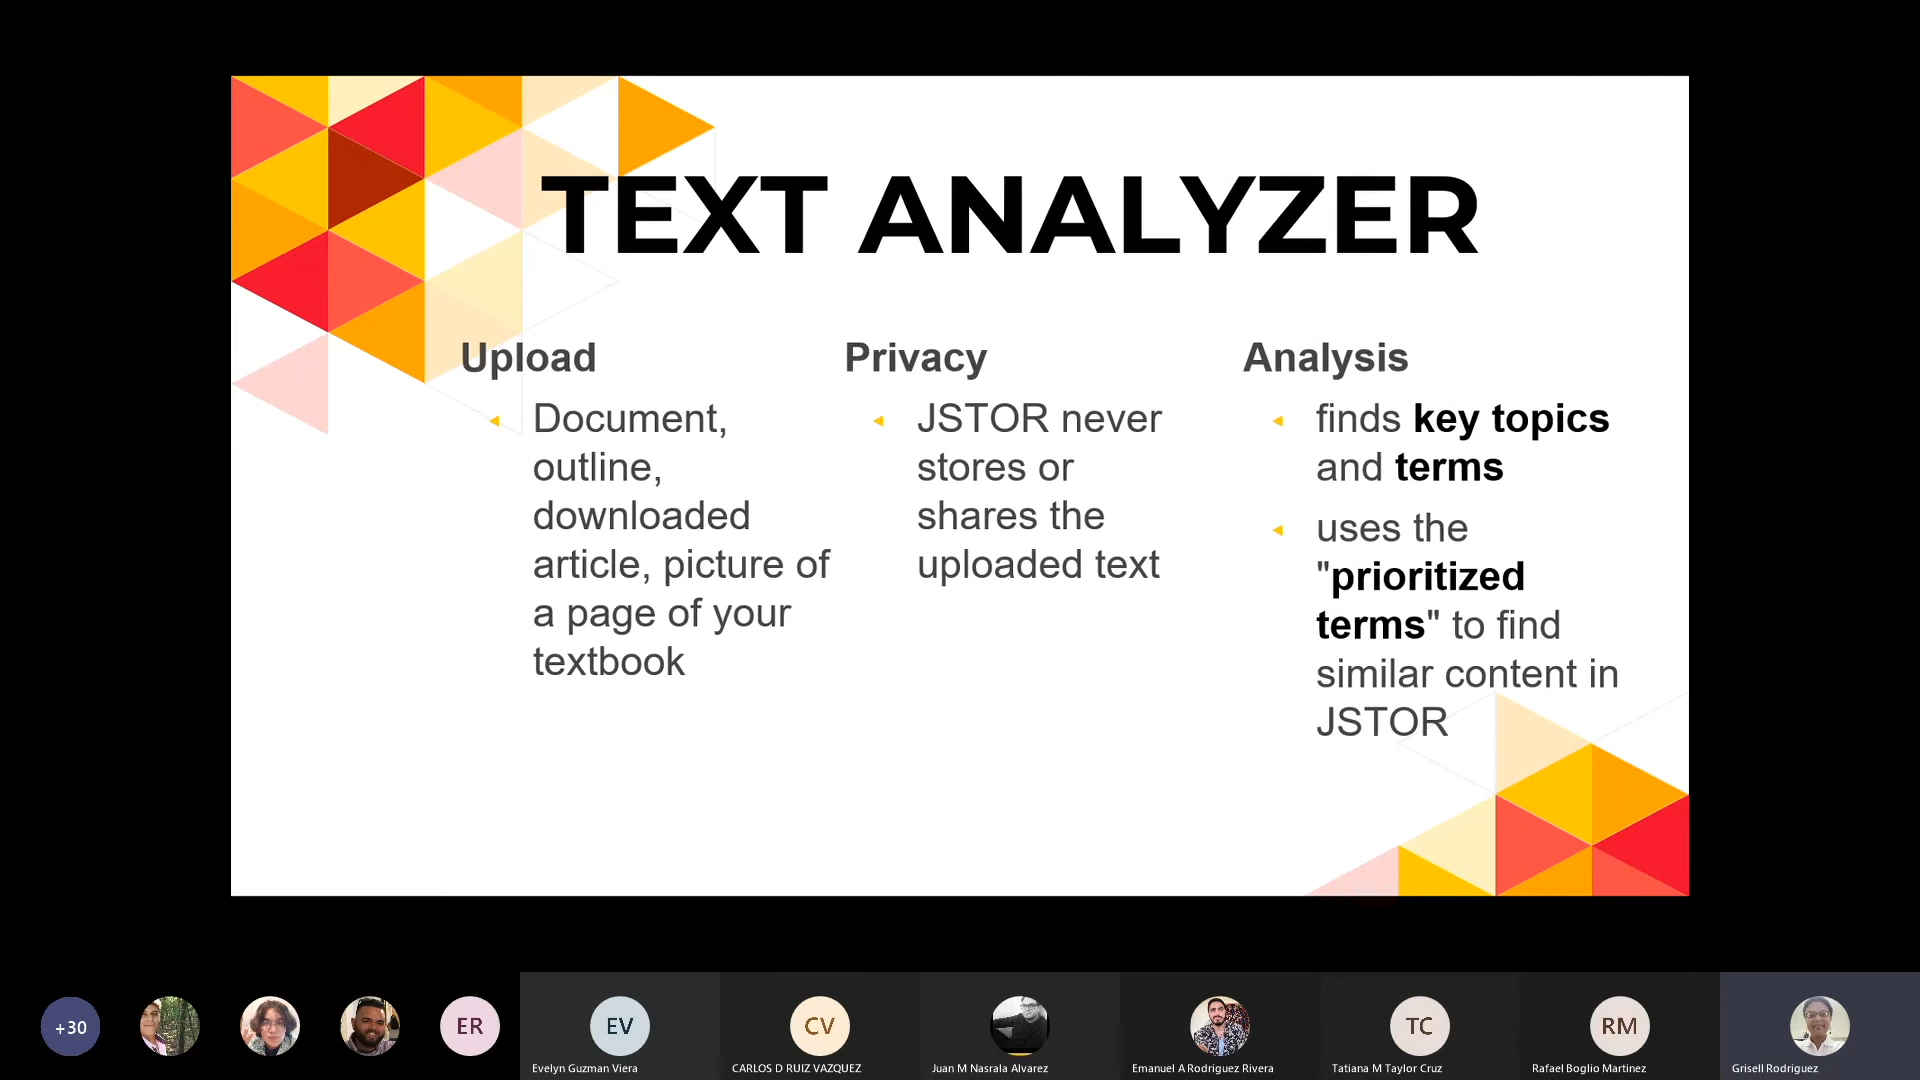 TEXT ANALYZER
Upload
Document,
outline,
downloaded
article, picture of
a page of your
textbook
Privacy
JSTOR never
stores or
shares the
uploaded text
Analysis
finds key topics
and terms
uses the
"prioritized
terms" to find
similar content in
JSTOR
+30
ER
EV
CV
TC
RM
Evelyn Guzman Viera
CARLOS D RUIZ VAZQUEZ
Juan M Nasrala Alvarez
Emanuel A Rodriguez Rivera
Tatiana M Taylor Cruz
Rafael Boglio Martinez
Grisell Rodriguez